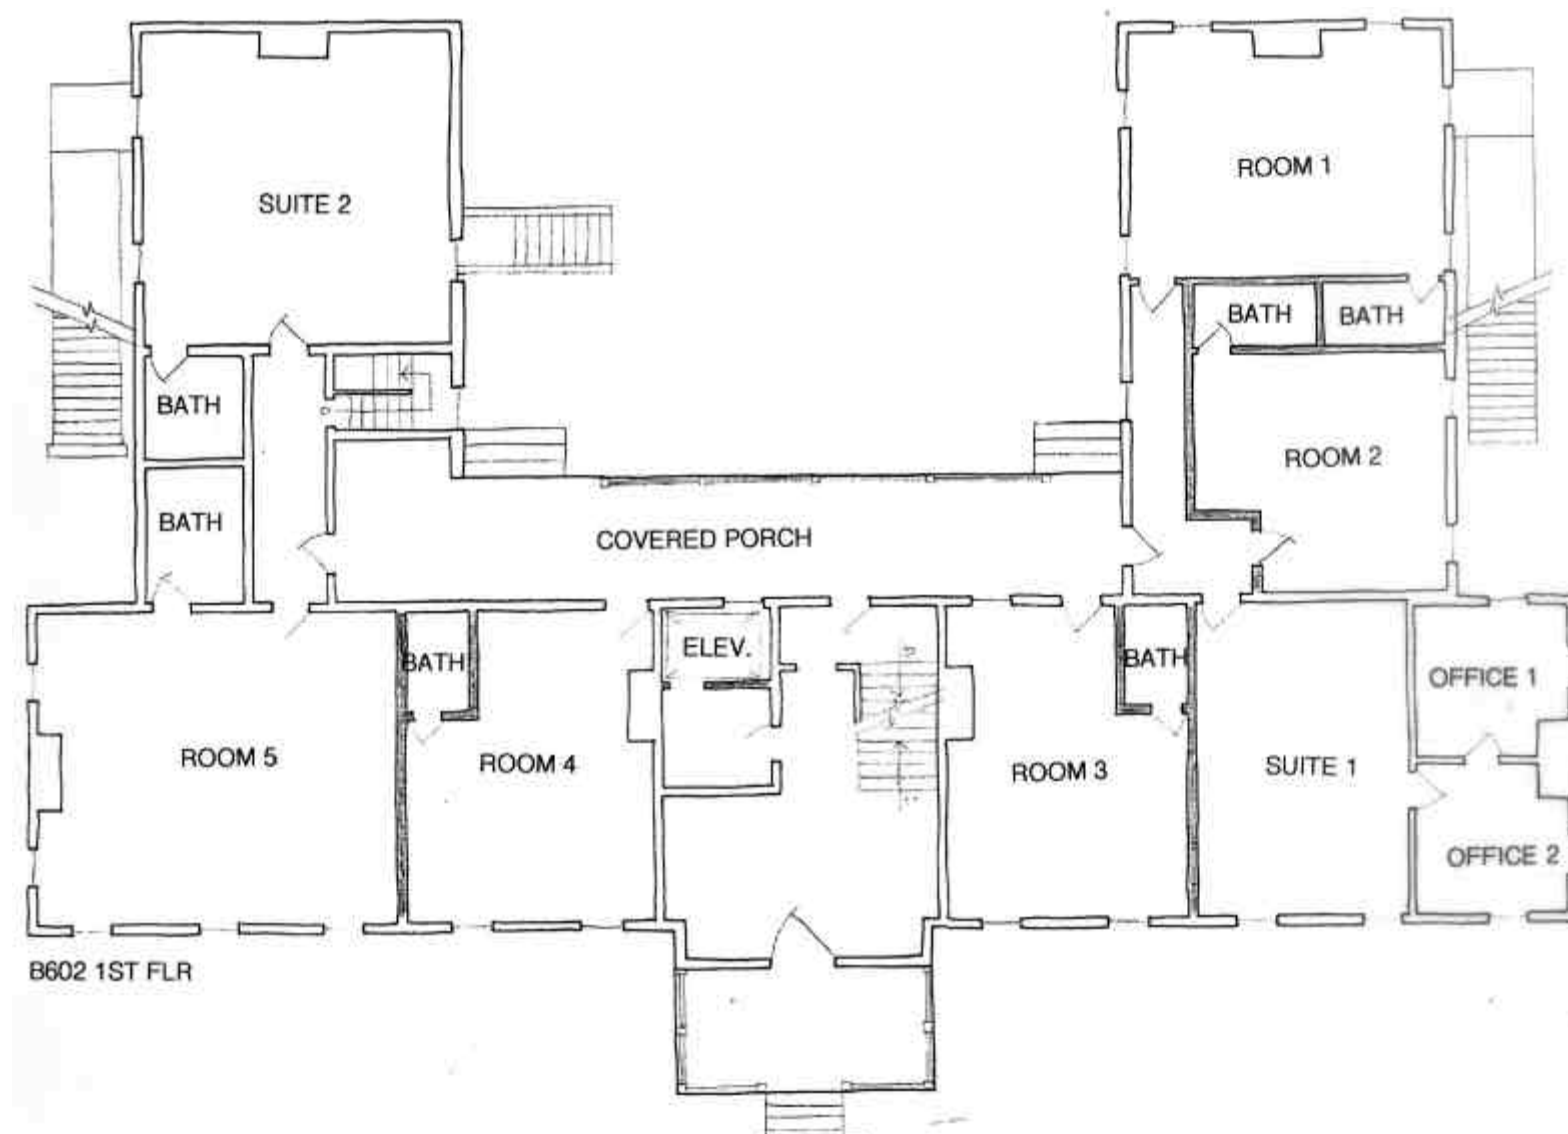 ROOM 1
SUITE 2
BATH
BATH
BATH
ROOM 2
BATH
COVERED PORCH
ELEV.
BATH
BATH
OFFICE 1
ROOM 5
ROOM 4
ROOM 3
SUITE 1
OFFICE 2
B602 1ST FLR